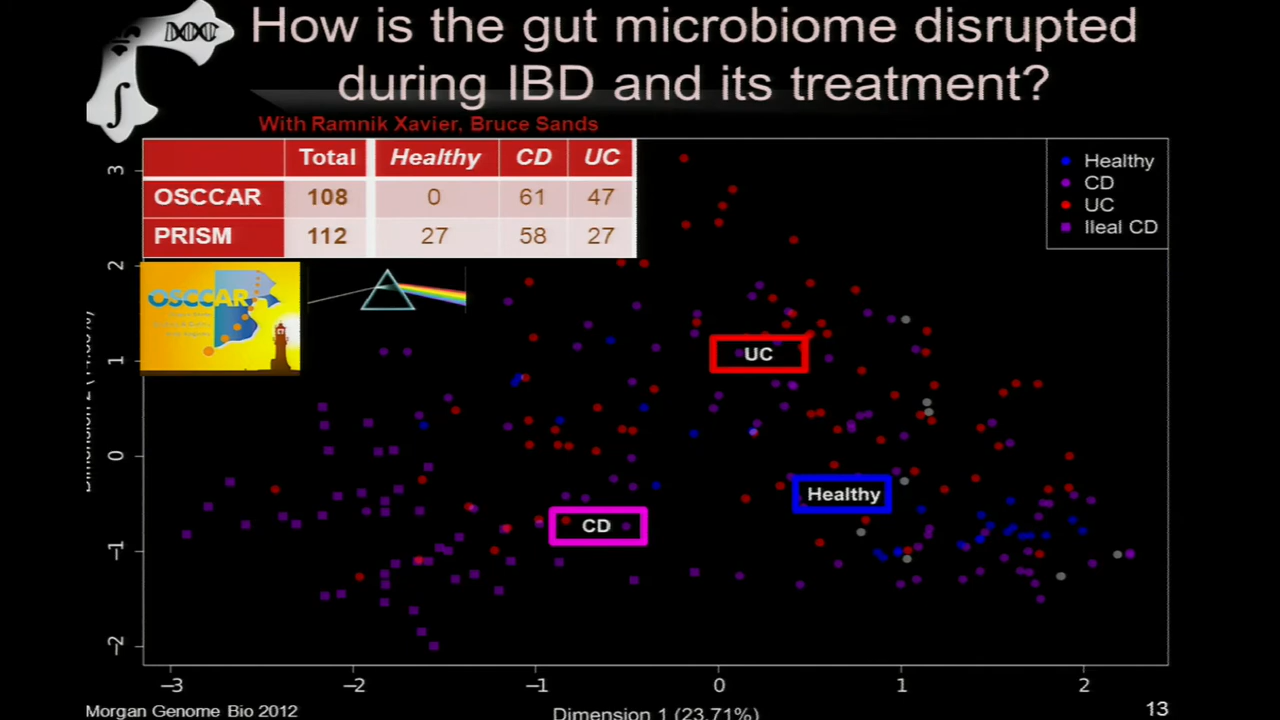 How is the gut microbiome disrupted
during IBD and its treatment?
With Ramnik Xavier, Bruce Sands
Total Healthy CD UC
OSCCAR 108 0 61 47
PRISM 112 27 58 27
OSCCAR
Healthy
CD
UC
Ileal CD
UC
Healthy
CD
3
2
1
0
-1
-2
-3 -2 -1 0 1 2
Dimension 1 (23.71%)
Morgan Genome Bio 2012
13